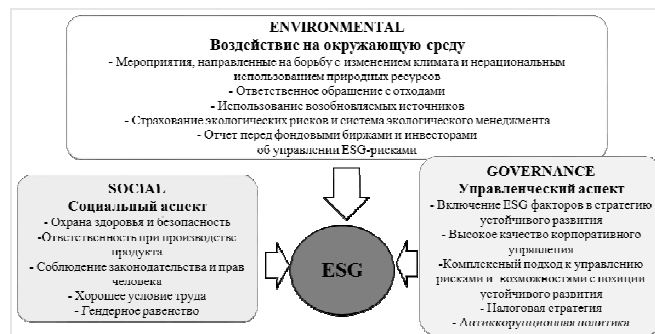 ENVIRONMENTAL
Воздействие на окружающую среду
- Мероприятия, направленные на борьбу с изменением климата и нерациональным
использованием природных ресурсов
- Ответственное обращение с отходами
- Использование возобновляемых источников
- Страхование экологических рисков и система экологического менеджмента
- Отчет перед фондовыми биржами и инвесторами
об управлении ESG-рисками
SOCIAL
Социальный аспект
- Охрана здоровья и безопасность
-Ответственность при производстве
продукта
- Соблюдение законодательства и прав
человека
- Хорошее условие труда
- Гендерное равенство
ESG
GOVERNANCE
Управленческий аспект
- Включение ESG факторов в стратегию
устойчивого развития
- Высокое качество корпоративного
управления
-Комплексный подход к управлению
рисками и возможностями с позиции
устойчивого развития
- Налоговая стратегия
- Антикоррупционная политика